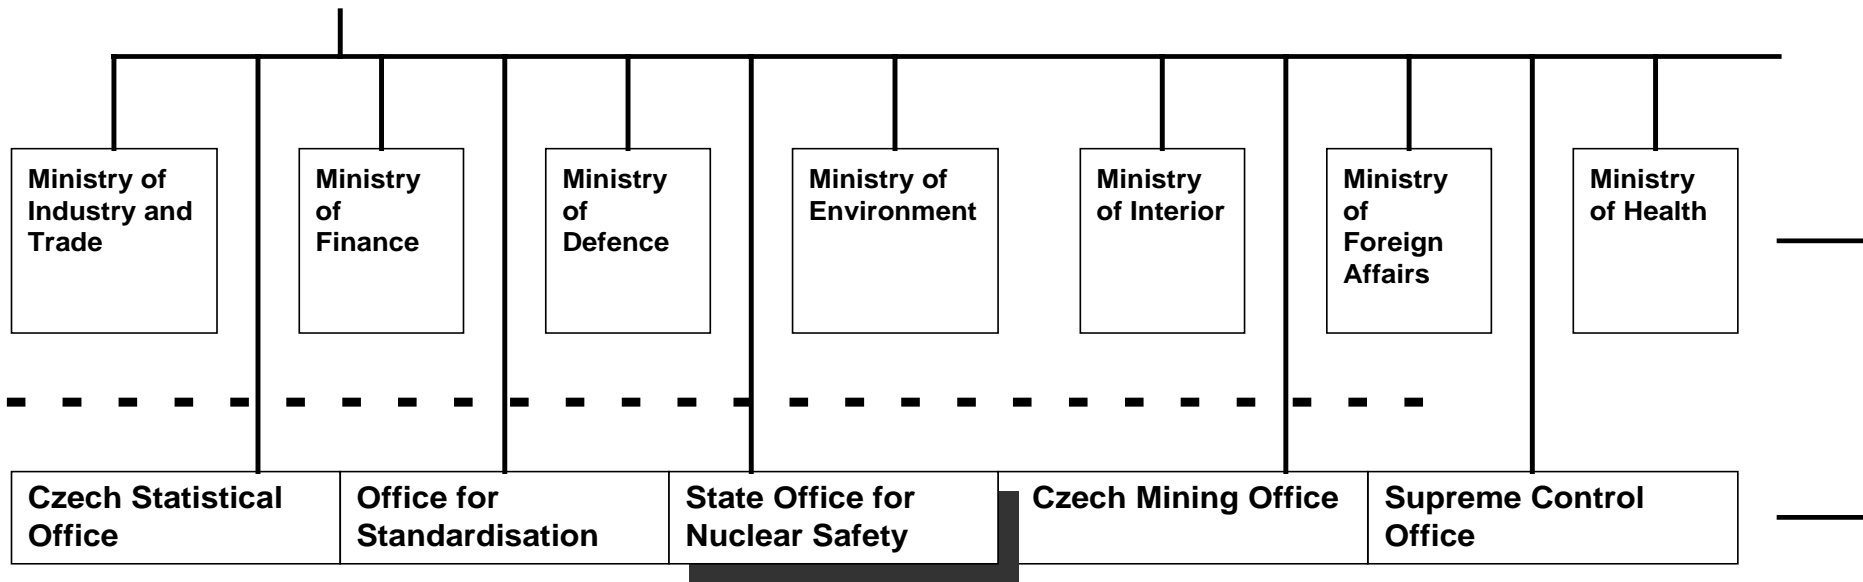 Ministry of
Industry and
Trade
Ministry
of
Finance
Ministry
of
Defence
Ministry of
Environment
Ministry
of Interior
Ministry
of
Foreign
Affairs
Ministry
of Health
Czech Statistical
Office
Office for
Standardisation
State Office for
Nuclear Safety
Czech Mining Office
Supreme Control
Office